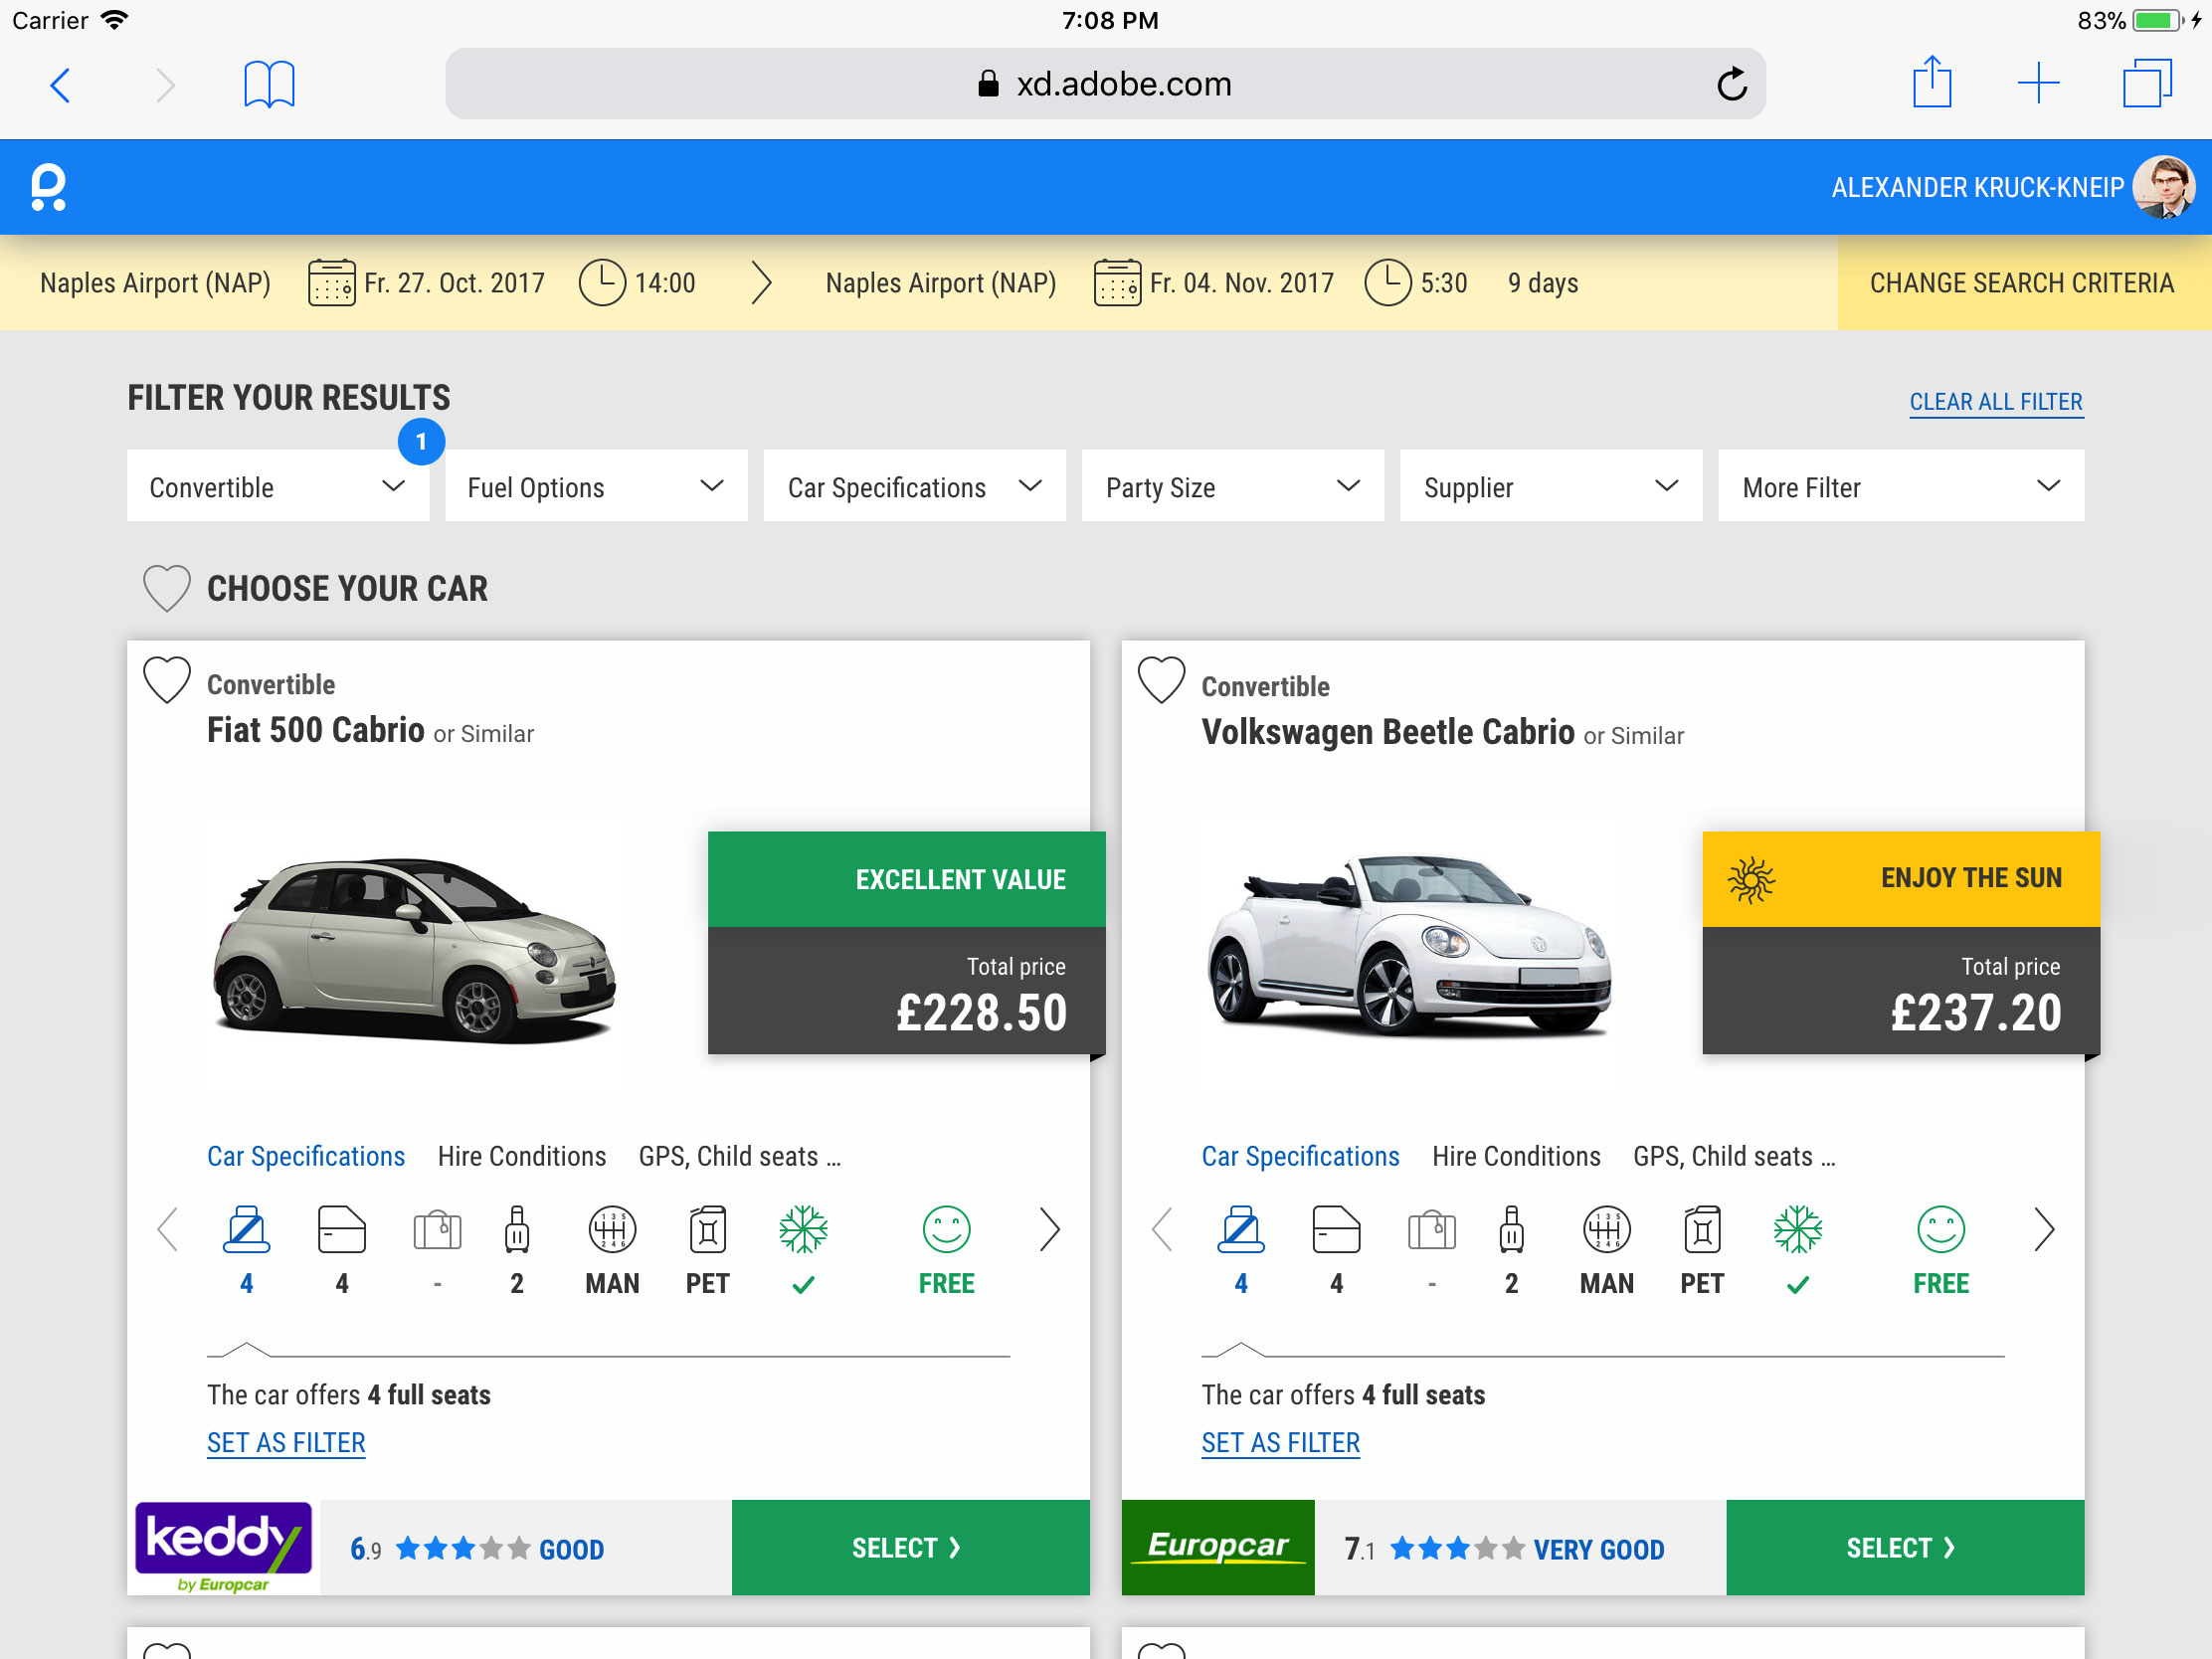 Carrier 7:08 PM 83%
xd.adobe.com
ALEXANDER KRUCK-KNEIP
Naples Airport (NAP) Fr. 27. Oct. 2017 14:00 Naples Airport (NAP) Fr. 04. Nov. 2017 5:30 9 days CHANGE SEARCH CRITERIA
FILTER YOUR RESULTS CLEAR ALL FILTER
1
Convertible Fuel Options Car Specifications Party Size Supplier More Filter
CHOOSE YOUR CAR
Convertible
Fiat 500 Cabrio or Similar
EXCELLENT VALUE
Total price
£228.50
Car Specifications Hire Conditions GPS, Child seats ...
4 4 - 2 MAN PET FREE
The car offers 4 full seats
SET AS FILTER
keddy
by Europcar
6.9 GOOD SELECT
Convertible
Volkswagen Beetle Cabrio or Similar
ENJOY THE SUN
Total price
£237.20
Car Specifications Hire Conditions GPS, Child seats ...
4 4 - 2 MAN PET FREE
The car offers 4 full seats
SET AS FILTER
Europcar 7.1 VERY GOOD SELECT